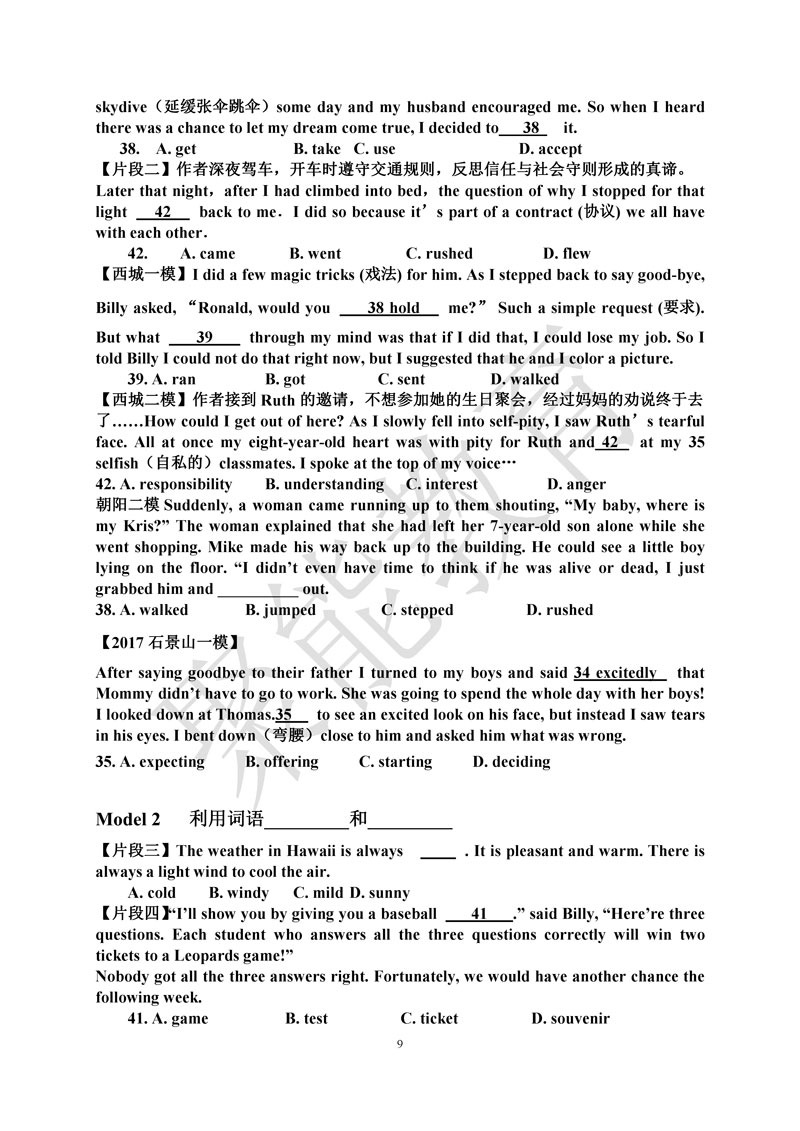 skydive（延缓张伞跳伞）some day and my husband encouraged me. So when I heard
there was a chance to let my dream come true, I decided to 38 it.
38. A. get B. take C. use D. accept
【片段二】作者深夜驾车，开车时遵守交通规则，反思信任与社会守则形成的真谛。
Later that night，after I had climbed into bed，the question of why I stopped for that
light 42 back to me．I did so because it’s part of a contract (协议) we all have
with each other．
42. A. came B. went C. rushed D. flew
【西城一模】I did a few magic tricks (戏法) for him. As I stepped back to say good-bye,
Billy asked, “Ronald, would you 38 hold me?” Such a simple request (要求).
But what 39 through my mind was that if I did that, I could lose my job. So I
told Billy I could not do that right now, but I suggested that he and I color a picture.
39. A. ran B. got C. sent D. walked
【西城二模】作者接到 Ruth 的邀请，不想参加她的生日聚会，经过妈妈的劝说终于去
了……How could I get out of here? As I slowly fell into self-pity, I saw Ruth’s tearful
face. All at once my eight-year-old heart was with pity for Ruth and 42 at my 35
selfish（自私的）classmates. I spoke at the top of my voice…
42. A. responsibility B. understanding C. interest D. anger
朝阳二模 Suddenly, a woman came running up to them shouting, “My baby, where is
my Kris?” The woman explained that she had left her 7-year-old son alone while she
went shopping. Mike made his way back up to the building. He could see a little boy
lying on the floor. “I didn’t even have time to think if he was alive or dead, I just
grabbed him and __________ out.
38. A. walked B. jumped C. stepped D. rushed
【2017 石景山一模】
After saying goodbye to their father I turned to my boys and said 34 excitedly that
Mommy didn’t have to go to work. She was going to spend the whole day with her boys!
I looked down at Thomas.35 to see an excited look on his face, but instead I saw tears
in his eyes. I bent down（弯腰）close to him and asked him what was wrong.
35. A. expecting B. offering C. starting D. deciding
Model 2 利用词语_________和_________
【片段三】The weather in Hawaii is always ____ . It is pleasant and warm. There is
always a light wind to cool the air.
A. cold B. windy C. mild D. sunny
【片段四】“I’ll show you by giving you a baseball 41 .” said Billy, “Here’re three
questions. Each student who answers all the three questions correctly will win two
tickets to a Leopards game!”
Nobody got all the three answers right. Fortunately, we would have another chance the
following week.
41. A. game B. test C. ticket D. souvenir
9
聚能教育